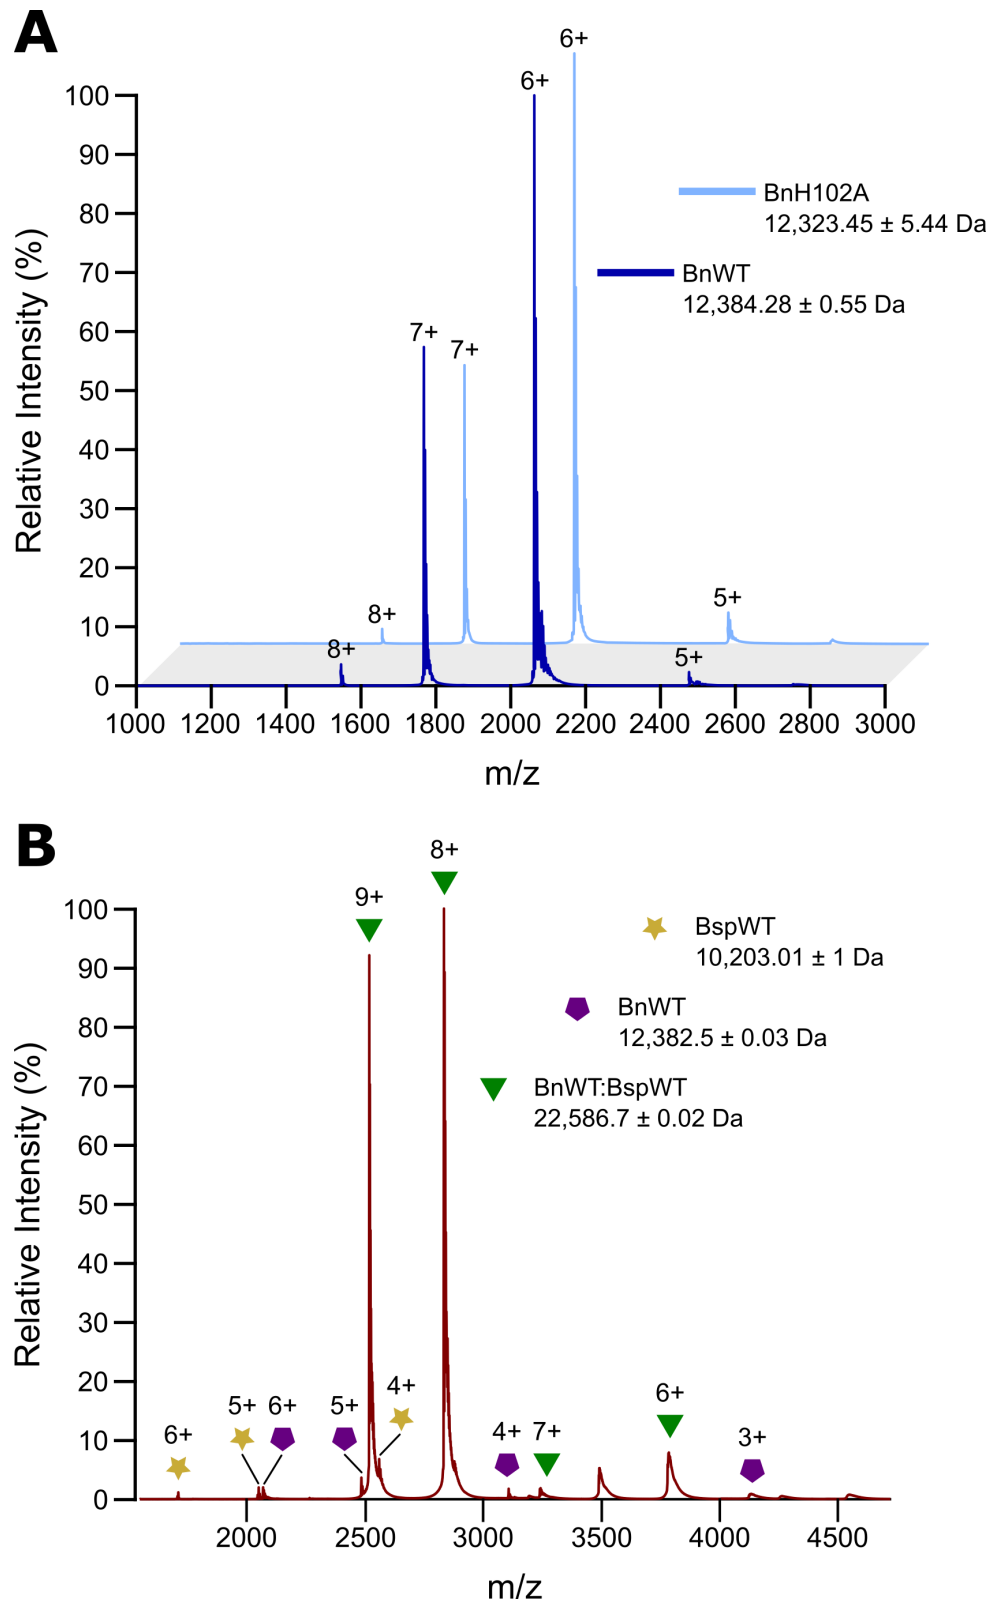 A
6+
6+
100
90
BnH102A
12,323.45 ± 5.44 Da
80
BnWT
12,384.28 ± 0.55 Da
70
60
7+
7+
50
40
30
20
10
0
8+
8+
5+
5+
Relative Intensity (%)
1000 1200 1400 1600 1800 2000 2200 2400 2600 2800 3000
m/z
B
8+
9+
100
90
BspWT
10,203.01 ± 1 Da
80
BnWT
12,382.5 ± 0.03 Da
70
BnWT:BspWT
22,586.7 ± 0.02 Da
60
50
40
30
20
10
0
6+
5+ 6+
5+
4+
4+ 7+
6+
3+
Relative Intensity (%)
2000 2500 3000 3500 4000 4500
m/z